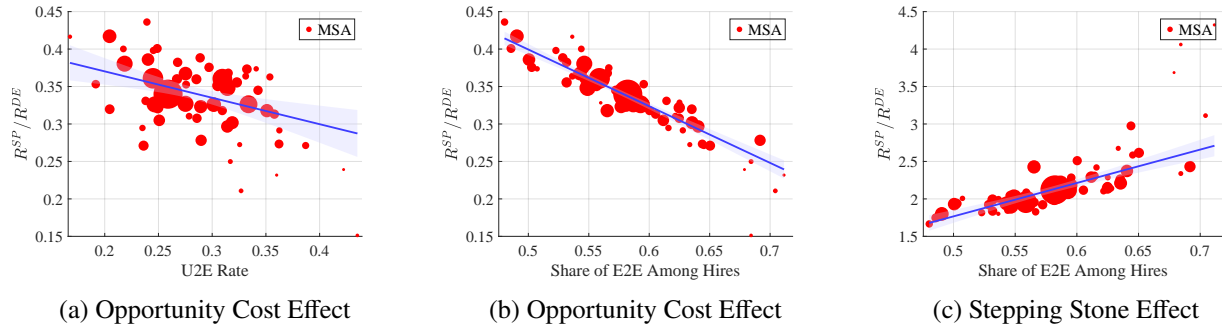 MSA
0.45
0.4
0.35
0.3
0.25
0.2
0.15
R^{SP}/R^{DE}
0.2 0.25 0.3 0.35 0.4
U2E Rate
(a) Opportunity Cost Effect
MSA
0.45
0.4
0.35
0.3
0.25
0.2
0.15
R^{SP}/R^{DE}
0.5 0.55 0.6 0.65 0.7
Share of E2E Among Hires
(b) Opportunity Cost Effect
MSA
4.5
4
3.5
3
2.5
2
1.5
R^{SP}/R^{DE}
0.5 0.55 0.6 0.65 0.7
Share of E2E Among Hires
(c) Stepping Stone Effect